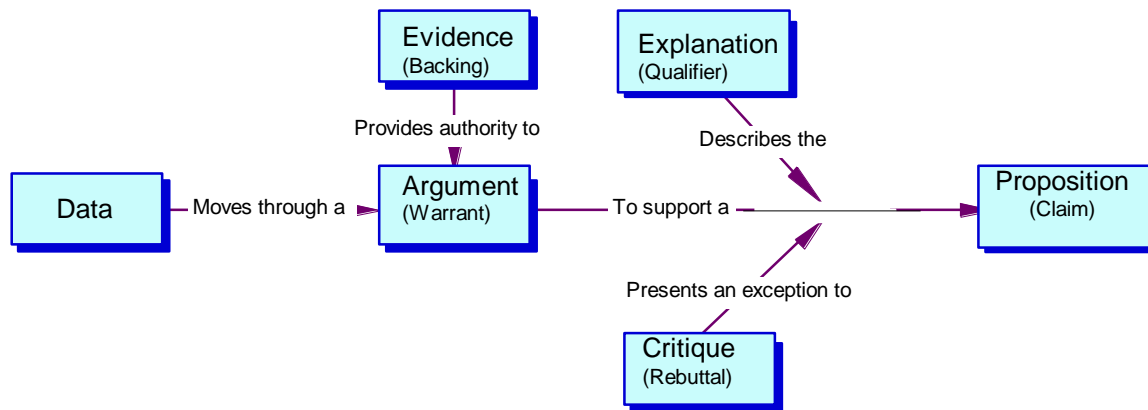 Evidence
(Backing)
Explanation
(Qualifier)
Provides authority to
Describes the
Data
Moves through a
Argument
(Warrant)
To support a
Proposition
(Claim)
Presents an exception to
Critique
(Rebuttal)